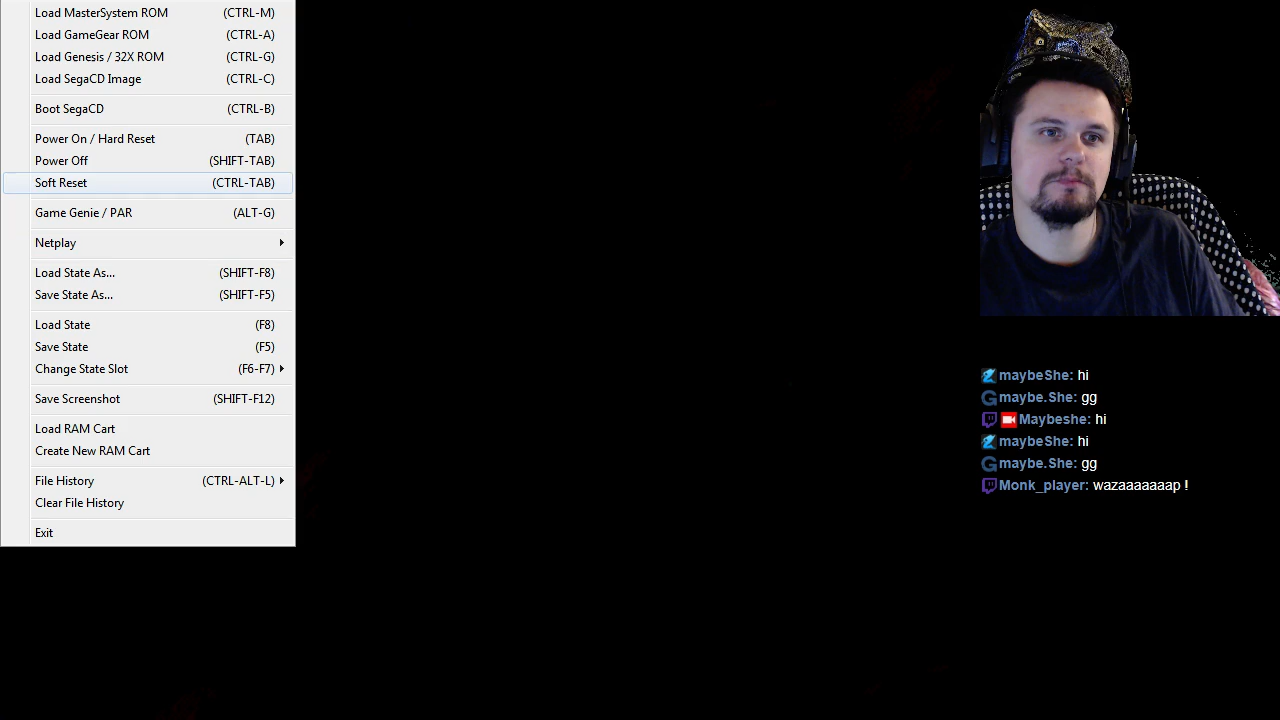 Load MasterSystem ROM (CTRL-M)
Load GameGear ROM (CTRL-A)
Load Genesis / 32X ROM (CTRL-G)
Load SegaCD Image (CTRL-C)
Boot SegaCD (CTRL-B)
Power On / Hard Reset (TAB)
Power Off (SHIFT-TAB)
Soft Reset (CTRL-TAB)
Game Genie / PAR (ALT-G)
Netplay
Load State As... (SHIFT-F8)
Save State As... (SHIFT-F5)
Load State (F8)
Save State (F5)
Change State Slot (F6-F7)
Save Screenshot (SHIFT-F12)
Load RAM Cart
Create New RAM Cart
File History (CTRL-ALT-L)
Clear File History
Exit
maybeShe: hi
maybe.She: gg
Maybeshe: hi
maybeShe: hi
maybe.She: gg
Monk_player: wazaaaaaaap !